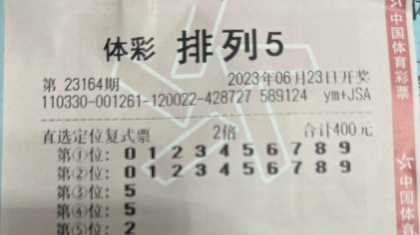 体彩 排列5
第 23164期 2023年06月23日开奖
110330-001261-120022-428727 589124 ym+JSA
直选定位复式票 2倍 合计400元
第①位: 0 1 2 3 4 5 6 7 8 9
第②位: 0 1 2 3 4 5 6 7 8 9
第③位: 5
第④位: 5
第⑤位: 2
中国体育彩票
中国体育